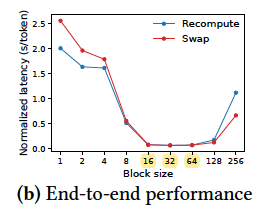 Normalized latency (s/token)
2.5
2.0
1.5
1.0
0.5
0.0
Recompute
Swap
1 2 4 8 16 32 64 128 256
Block size
(b) End-to-end performance